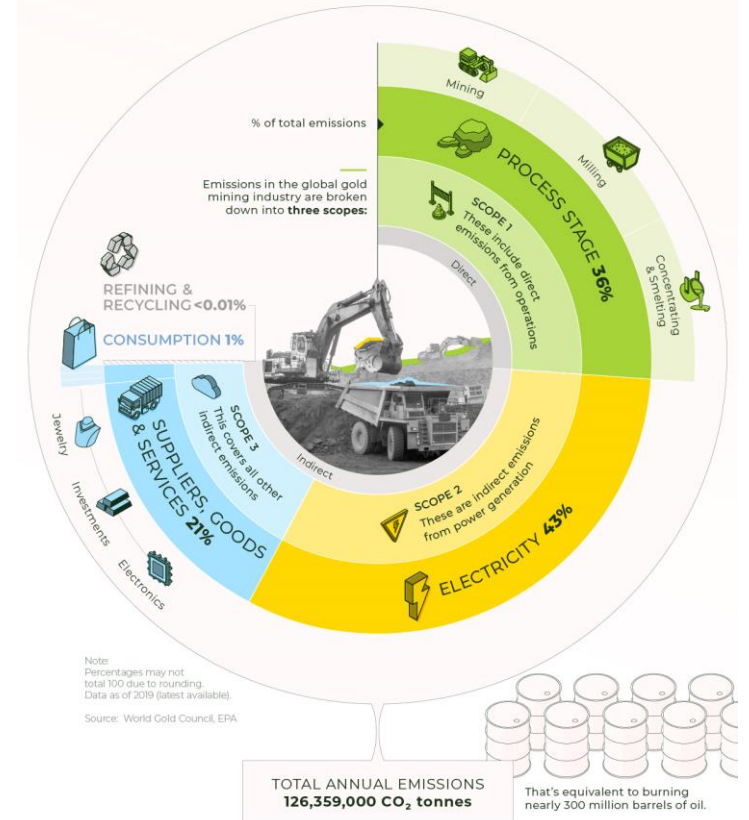 % of total emissions
Emissions in the global gold
mining industry are broken
down into three scopes:
Mining
Milling
Concentrating
& Smelting
PROCESS STAGE 36%
SCOPE 1
These include direct
emissions from operations
Direct
REFINING &
RECYCLING <0.01%
CONSUMPTION 1%
SCOPE 3
This covers all other
indirect emissions
Indirect
SUPPLIERS, GOODS
& SERVICES 21%
Jewelry
Investments
Electronics
SCOPE 2
These are indirect emissions
from power generation
ELECTRICITY 43%
Note:
Percentages may not
total 100 due to rounding.
Data as of 2019 (latest available).
Source: World Gold Council, EPA
TOTAL ANNUAL EMISSIONS
126,359,000 CO₂ tonnes
That's equivalent to burning
nearly 300 million barrels of oil.